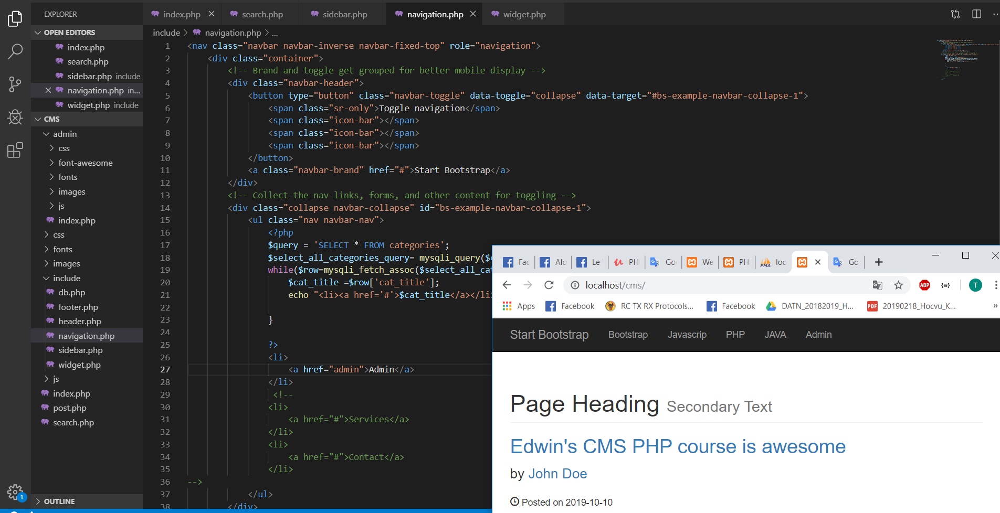 EXPLORER
OPEN EDITORS
index.php
search.php
sidebar.php include
navigation.php in...
widget.php include
CMS
admin
css
font-awesome
fonts
images
js
index.php
css
fonts
images
include
db.php
footer.php
header.php
navigation.php
sidebar.php
widget.php
js
index.php
post.php
search.php
OUTLINE
1
index.php
search.php
sidebar.php
navigation.php
widget.php
include > navigation.php > ...
1 <nav class="navbar navbar-inverse navbar-fixed-top" role="navigation">
2 <div class="container">
3 <!-- Brand and toggle get grouped for better mobile display -->
4 <div class="navbar-header">
5 <button type="button" class="navbar-toggle" data-toggle="collapse" data-target="#bs-example-navbar-collapse-1">
6 <span class="sr-only">Toggle navigation</span>
7 <span class="icon-bar"></span>
8 <span class="icon-bar"></span>
9 <span class="icon-bar"></span>
10 </button>
11 <a class="navbar-brand" href="#">Start Bootstrap</a>
12 </div>
13 <!-- Collect the nav links, forms, and other content for toggling -->
14 <div class="collapse navbar-collapse" id="bs-example-navbar-collapse-1">
15 <ul class="nav navbar-nav">
16 <?php
17 $query = 'SELECT * FROM categories';
18 $select_all_categories_query= mysqli_query($
19 while($row=mysqli_fetch_assoc($select_all_cat
20 $cat_title =$row['cat_title'];
21 echo "<li><a href='#'>$cat_title</a></li
22
23 }
24
25 ?>
26 <li>
27 <a href="admin">Admin</a>
28 </li>
29 <!--
30 <li>
31 <a href="#">Services</a>
32 </li>
33 <li>
34 <a href="#">Contact</a>
35 </li>
36 -->
37 </ul>
38 </div>
Fac Alo Le PH Go We PH PMA loc Go
localhost/cms/
ABP T
Apps Facebook RC TX RX Protocols... Facebook DATN_20182019_H... PDF 20190218_Hocvu_K... »
Start Bootstrap Bootstrap Javascrip PHP JAVA Admin
Page Heading Secondary Text
Edwin's CMS PHP course is awesome
by John Doe
Posted on 2019-10-10